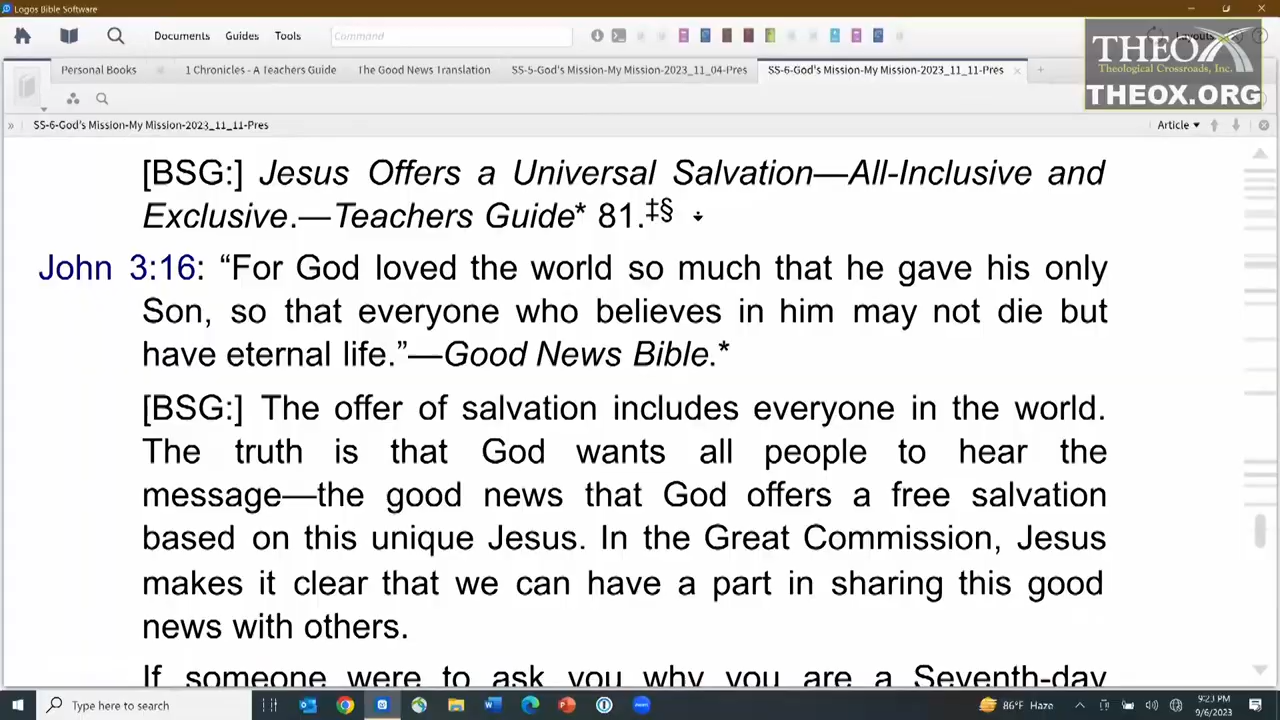 Logos Bible Software
Documents Guides Tools Command
THEOX
Theological Crossroads, Inc.
THEOX.ORG
Personal Books 1 Chronicles - A Teachers Guide The Good News Bible SS-5-God's Mission-My Mission-2023_11_04-Pres SS-6-God's Mission-My Mission-2023_11_11-Pres
SS-6-God's Mission-My Mission-2023_11_11-Pres Article
[BSG:] Jesus Offers a Universal Salvation—All-Inclusive and
Exclusive.—Teachers Guide* 81.‡§
John 3:16: “For God loved the world so much that he gave his only
Son, so that everyone who believes in him may not die but
have eternal life.”—Good News Bible.*
[BSG:] The offer of salvation includes everyone in the world.
The truth is that God wants all people to hear the
message—the good news that God offers a free salvation
based on this unique Jesus. In the Great Commission, Jesus
makes it clear that we can have a part in sharing this good
news with others.
If someone were to ask you why you are a Seventh-day
Type here to search 86°F Haze 9:23 PM
9/6/2023